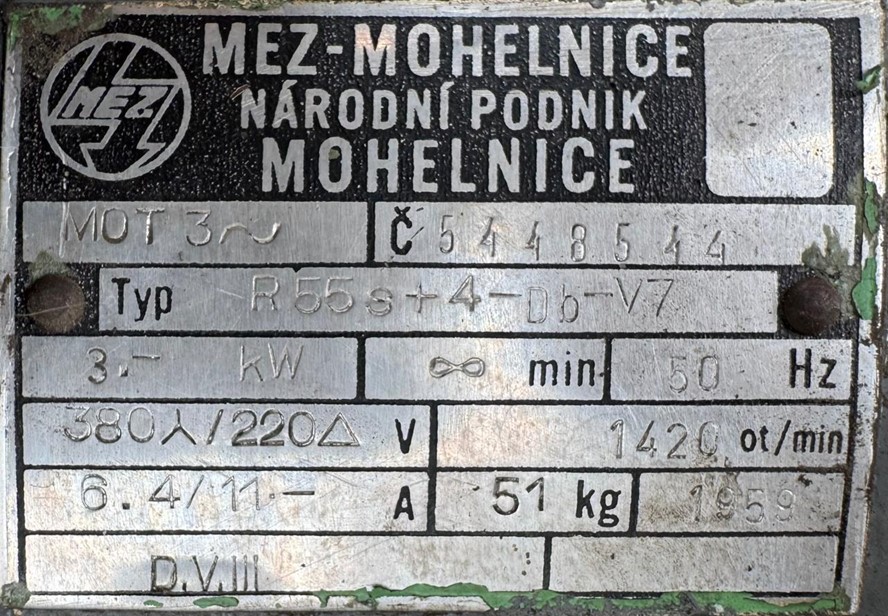 MEZ
MEZ-MOHELNICE
NÁRODNÍ PODNIK
MOHELNICE
MOT 3~ Č 5448544
Typ R55s+4-Db-V7
3.- kW ∞ min 50 Hz
380⅄/220△ V 1420 ot/min
6.4/11.- A 51 kg 1959
D.V.III